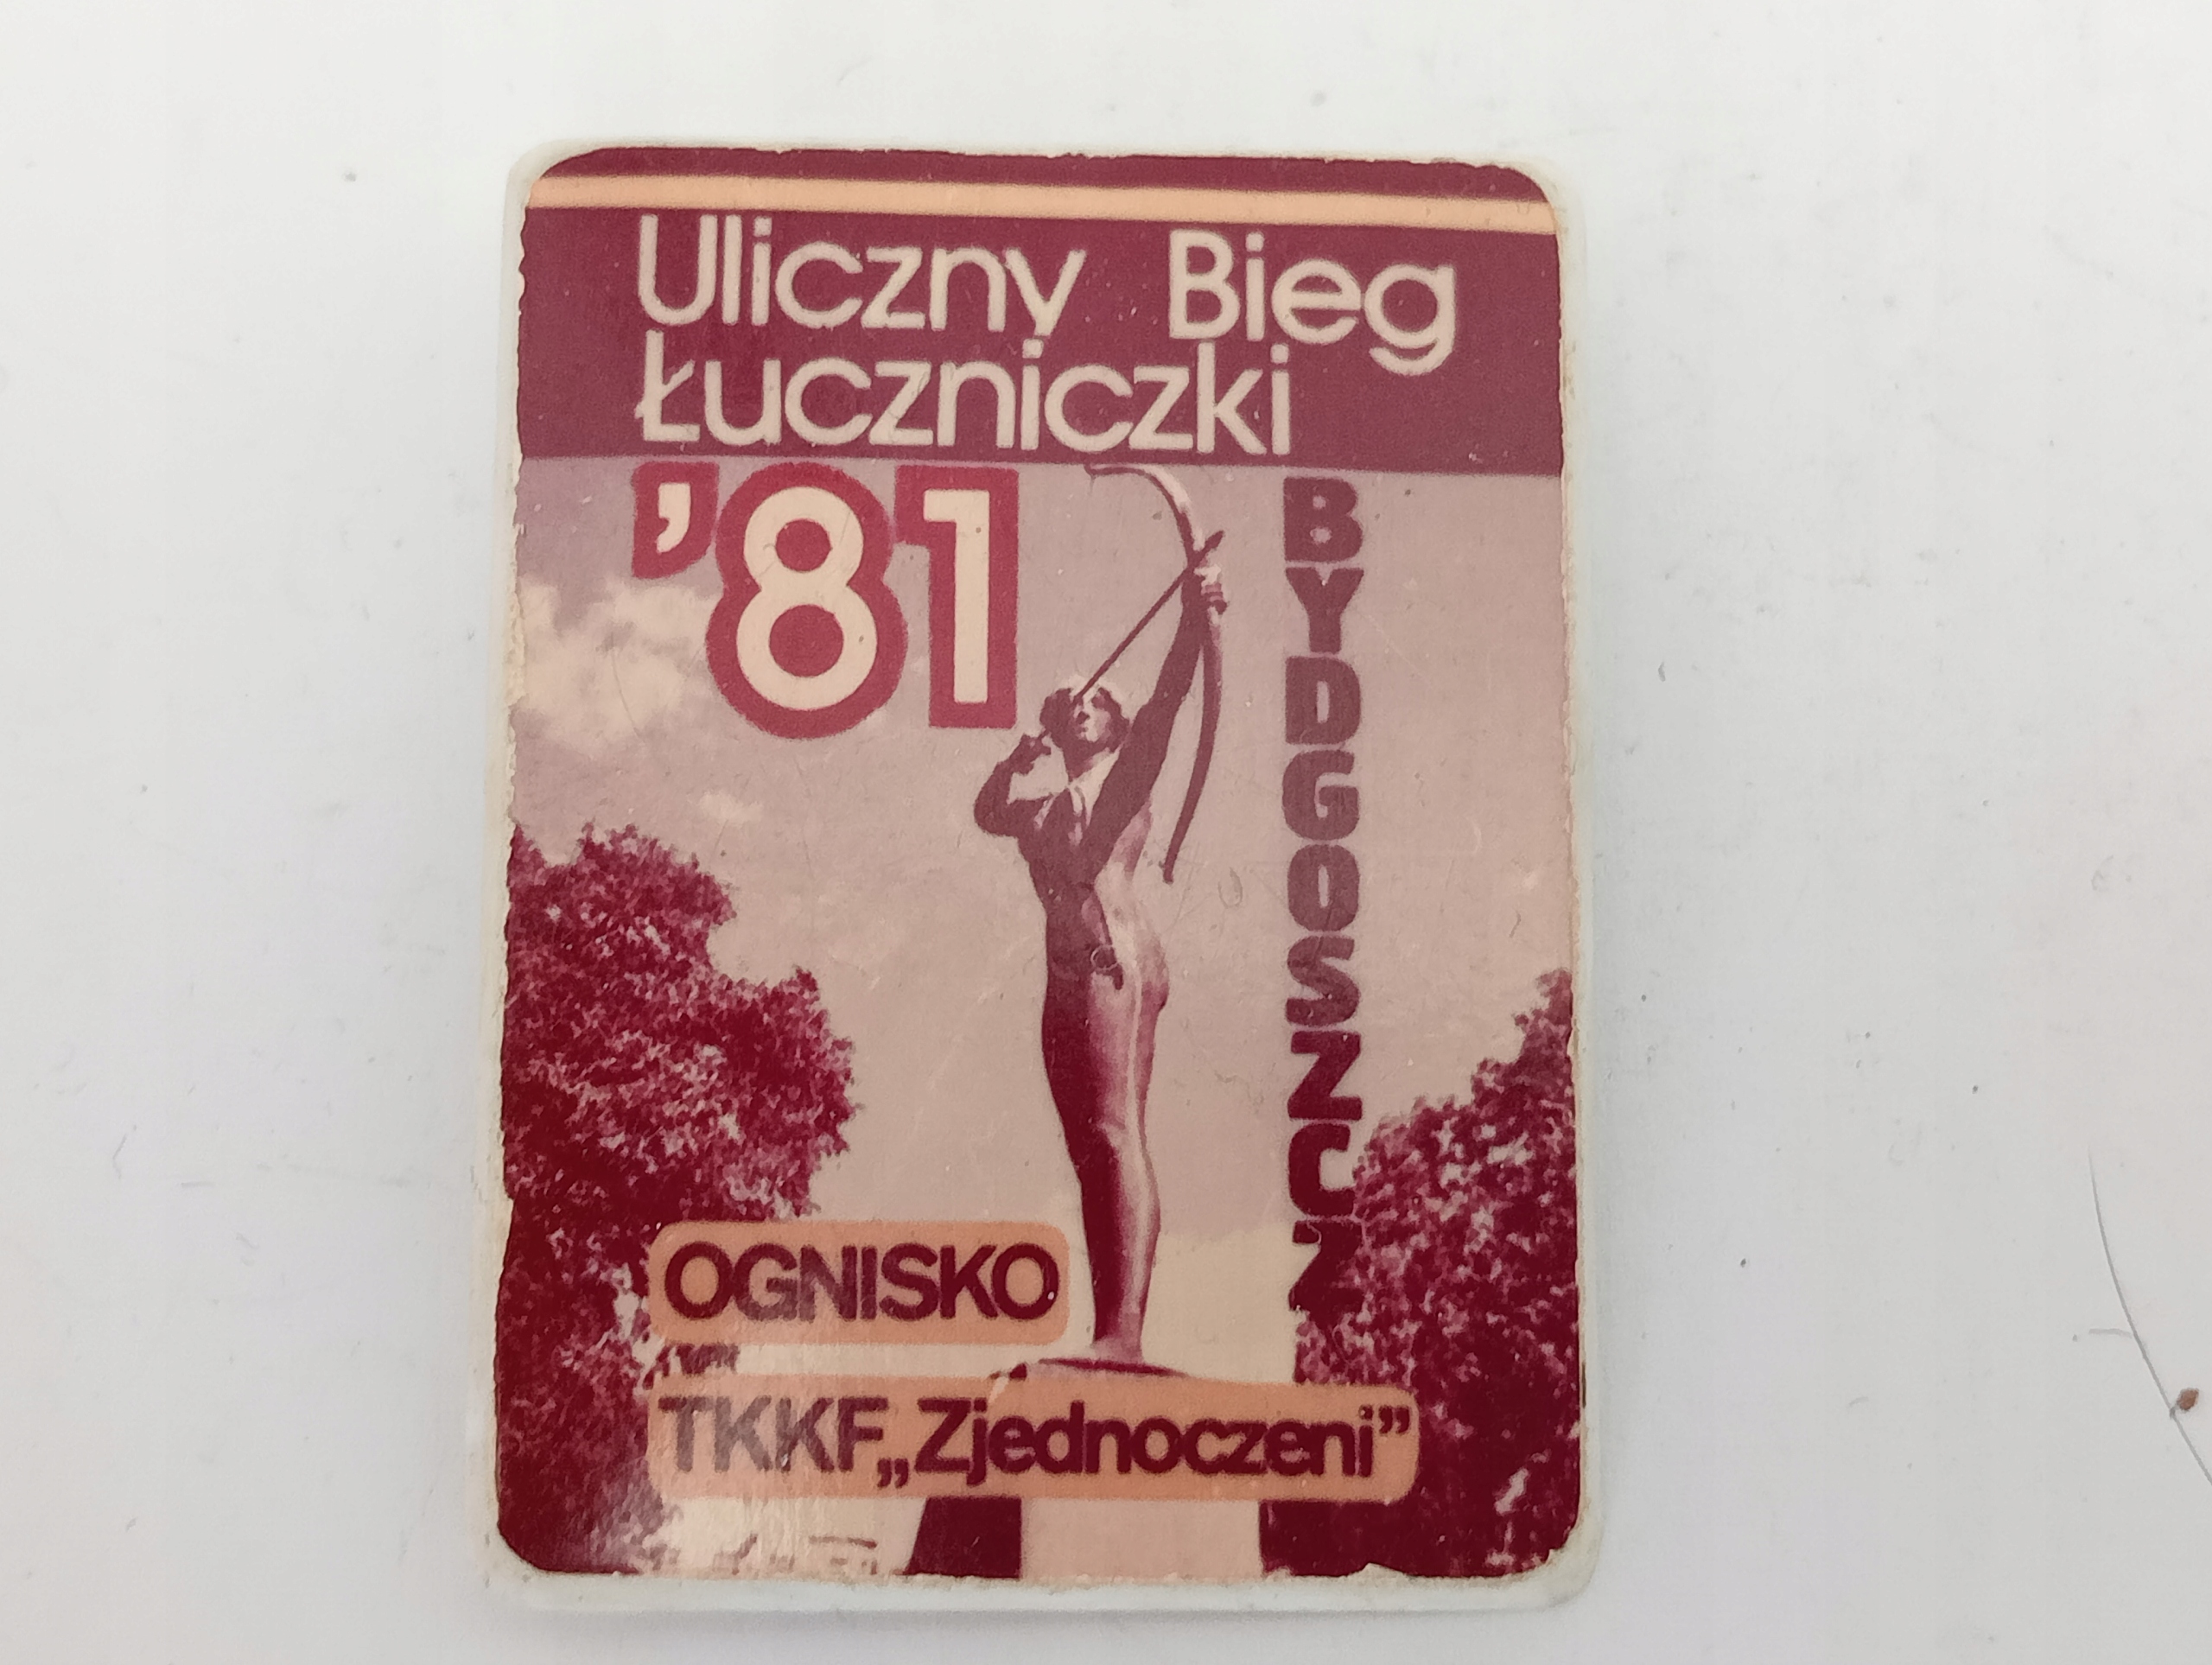 Uliczny Bieg
Łuczniczki
'81
BYDGOSZCZ
OGNISKO
TKKF „Zjednoczeni”